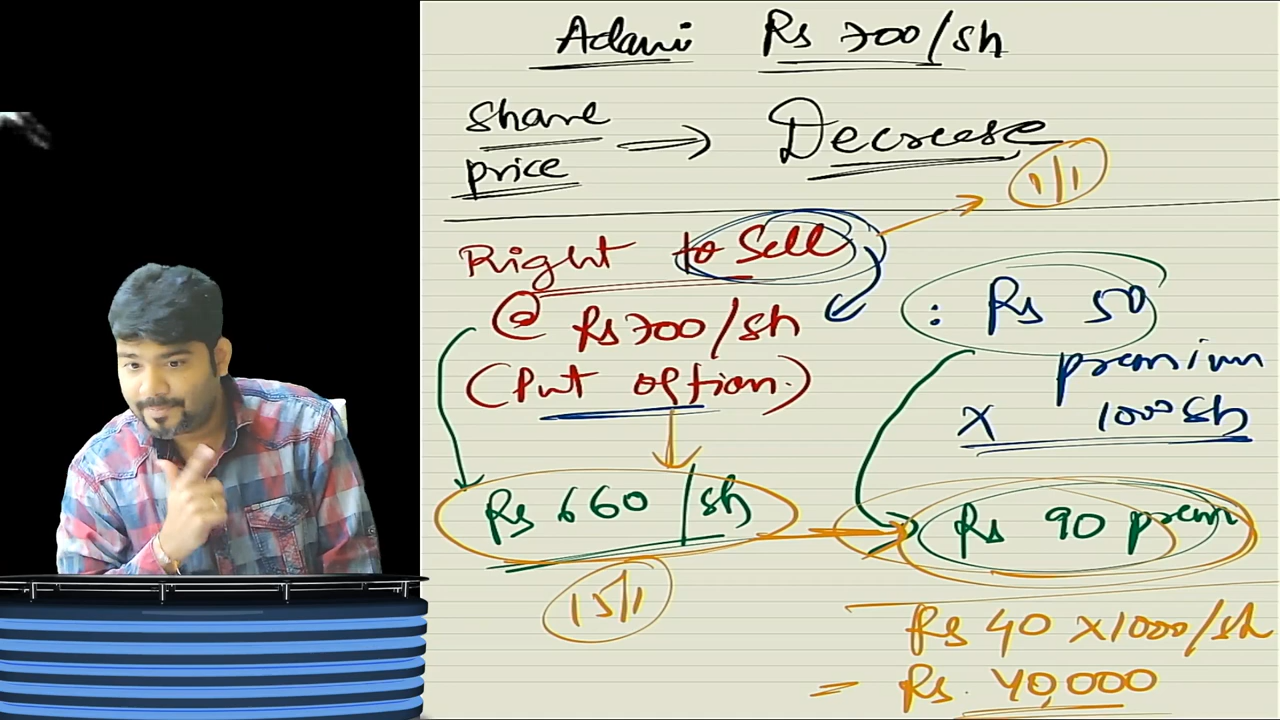 Adani Rs 700/sh
Share
price ⇒ Decrease
1/1
Right to Sell
@ Rs 700/sh
(Put option.)
: Rs 50
premium
x 1000 sh
Rs 660/sh
Rs 90 prem
15/1
Rs 40 x 1000/sh
= Rs. 40,000